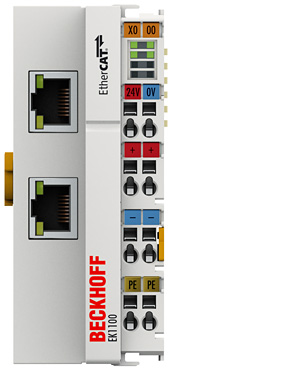 EtherCAT
X0 00
24V 0V
+ +
− −
PE PE
BECKHOFF
EK1100